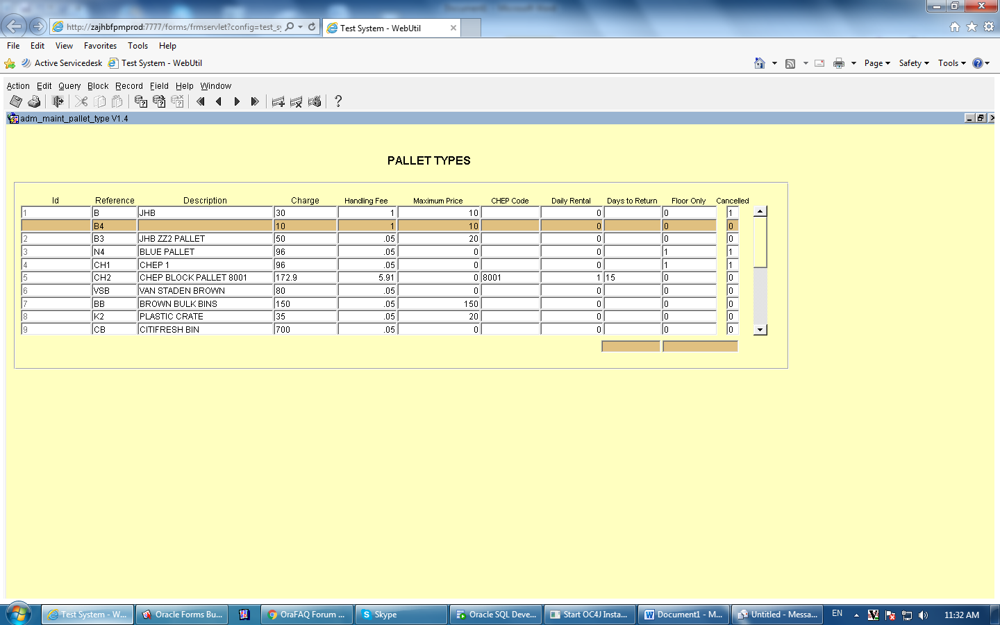 http://zajhbfpmprod:7777/forms/frmservlet?config=test_sy
Test System - WebUtil
File Edit View Favorites Tools Help
Active Servicedesk Test System - WebUtil
Page Safety Tools
Action Edit Query Block Record Field Help Window
adm_maint_pallet_type V1.4
PALLET TYPES
Id Reference Description Charge Handling Fee Maximum Price CHEP Code Daily Rental Days to Return Floor Only Cancelled
1 B JHB 30 1 10 0 0 1
B4 10 1 10 0 0 0
2 B3 JHB ZZ2 PALLET 50 .05 20 0 0 0
3 N4 BLUE PALLET 96 .05 0 0 1 1
4 CH1 CHEP 1 96 .05 0 0 1 1
5 CH2 CHEP BLOCK PALLET 8001 172.9 5.91 0 8001 1 15 0 0
6 VSB VAN STADEN BROWN 80 .05 0 0 0 0
7 BB BROWN BULK BINS 150 .05 150 0 0 0
8 K2 PLASTIC CRATE 35 .05 20 0 0 0
9 CB CITIFRESH BIN 700 .05 0 0 0 0
Test System - W... Oracle Forms Bu... OraFAQ Forum ... Skype Oracle SQL Deve... Start OC4J Insta... Document1 - M... Untitled - Messa... EN 11:32 AM